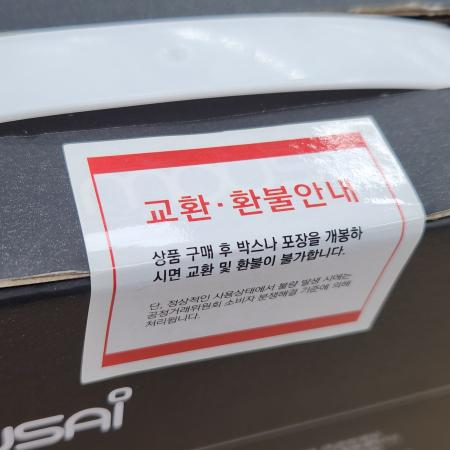 교환·환불안내
상품 구매 후 박스나 포장을 개봉하
시면 교환 및 환불이 불가합니다.
단, 정상적인 사용상태에서 불량 발생 시에는
공정거래위원회 소비자 분쟁해결 기준에 의해
처리됩니다.
USAi